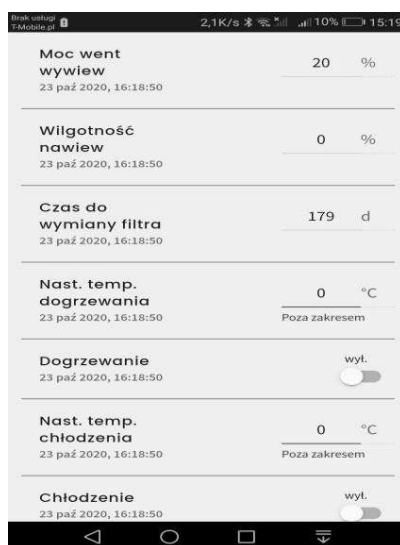 Brak usługi
T-Mobile.pl
2,1K/s 10% 15:19
Moc went
wywiew
20 %
23 paź 2020, 16:18:50
Wilgotność
nawiew
0 %
23 paź 2020, 16:18:50
Czas do
wymiany filtra
179 d
23 paź 2020, 16:18:50
Nast. temp.
dogrzewania
0 °C
23 paź 2020, 16:18:50
Poza zakresem
Dogrzewanie
wył.
23 paź 2020, 16:18:50
Nast. temp.
chłodzenia
0 °C
23 paź 2020, 16:18:50
Poza zakresem
Chłodzenie
wył.
23 paź 2020, 16:18:50